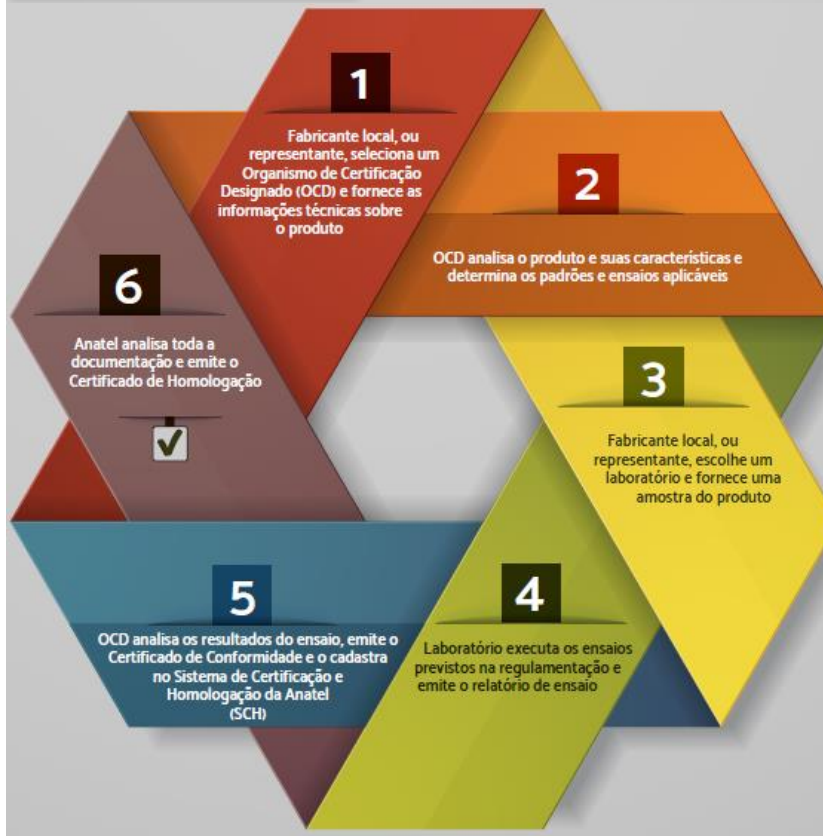 1
Fabricante local, ou
representante, seleciona um
Organismo de Certificação
Designado (OCD) e fornece as
informações técnicas sobre
o produto
2
OCD analisa o produto e suas características e
determina os padrões e ensaios aplicáveis
3
Fabricante local, ou
representante, escolhe um
laboratório e fornece uma
amostra do produto
4
Laboratório executa os ensaios
previstos na regulamentação e
emite o relatório de ensaio
5
OCD analisa os resultados do ensaio, emite o
Certificado de Conformidade e o cadastra
no Sistema de Certificação e
Homologação da Anatel
(SCH)
6
Anatel analisa toda a
documentação e emite o
Certificado de Homologação